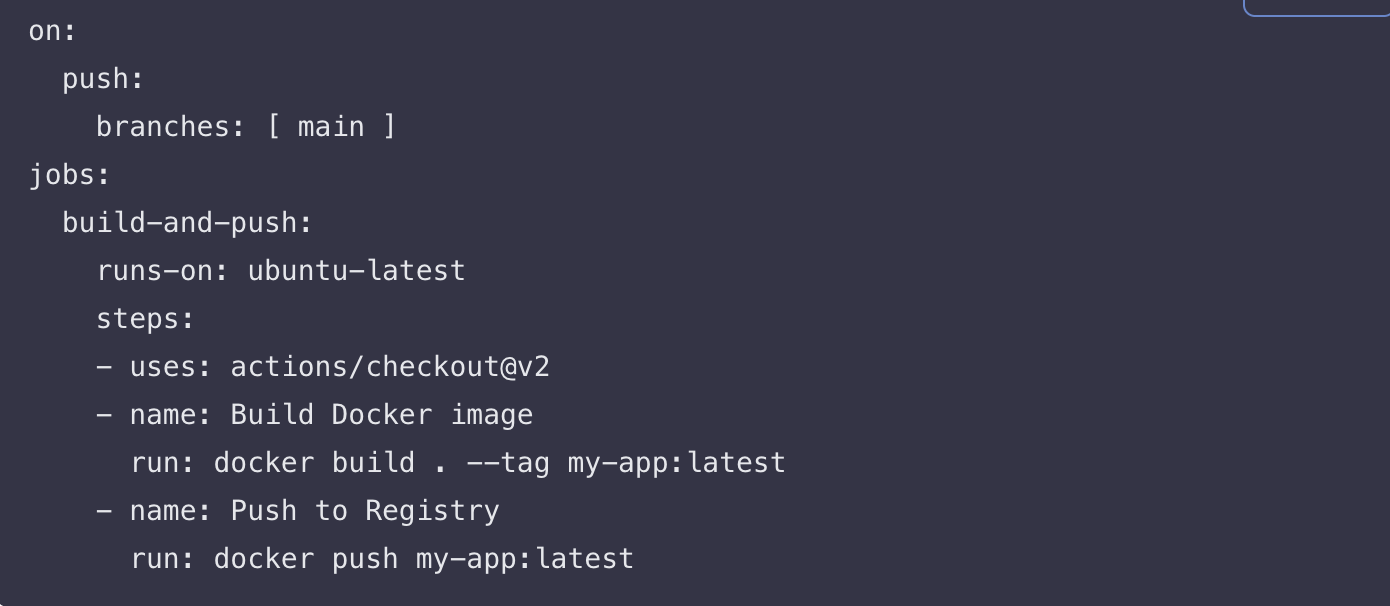 on:
  push:
    branches: [ main ]
jobs:
  build-and-push:
    runs-on: ubuntu-latest
    steps:
    - uses: actions/checkout@v2
    - name: Build Docker image
      run: docker build . --tag my-app:latest
    - name: Push to Registry
      run: docker push my-app:latest